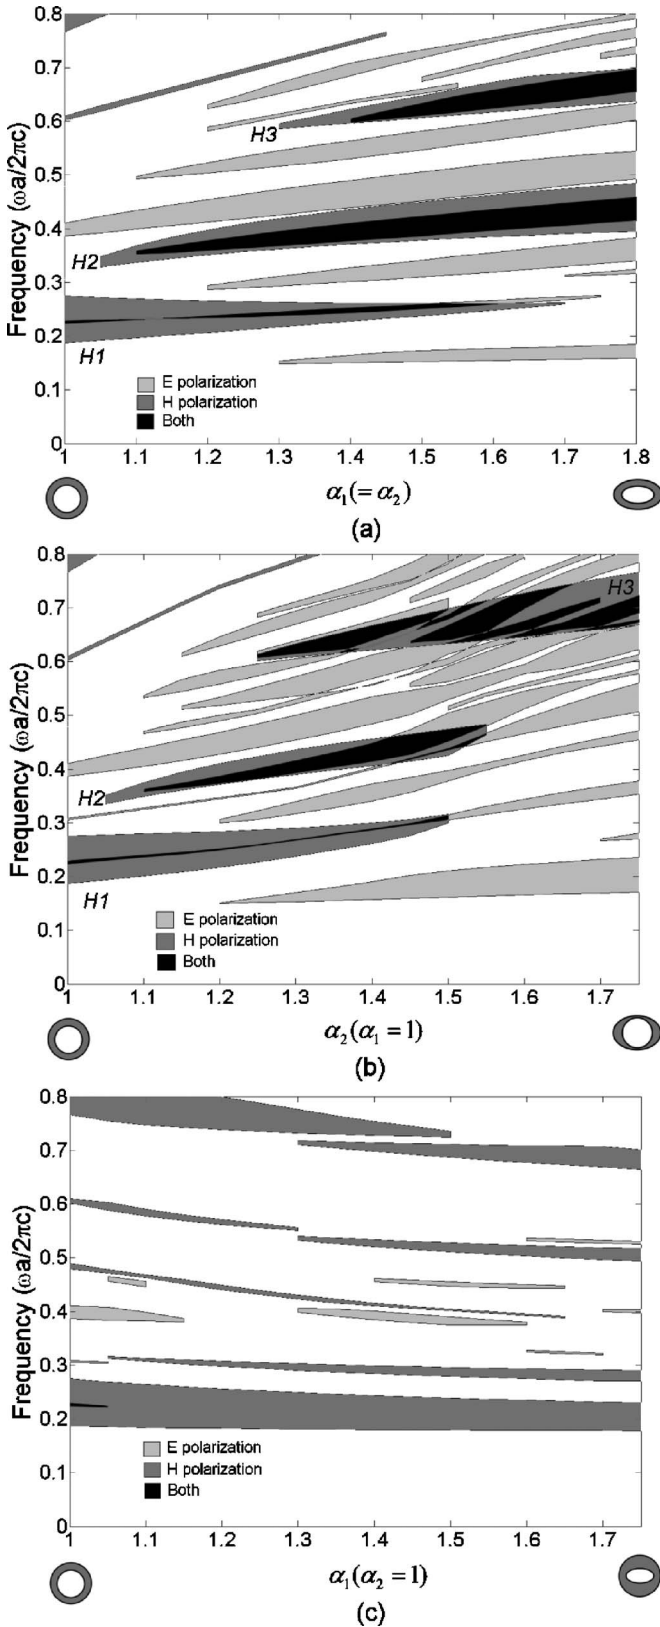 0.8
0.7
0.6
0.5
0.4
0.3
0.2
0.1
0
Frequency (ωa/2πc)
H3
H2
H1
E polarization
H polarization
Both
1 1.1 1.2 1.3 1.4 1.5 1.6 1.7 1.8
α₁(= α₂)
(a)
0.8
0.7
0.6
0.5
0.4
0.3
0.2
0.1
0
Frequency (ωa/2πc)
H3
H2
H1
E polarization
H polarization
Both
1 1.1 1.2 1.3 1.4 1.5 1.6 1.7
α₂(α₁ = 1)
(b)
0.8
0.7
0.6
0.5
0.4
0.3
0.2
0.1
0
Frequency (ωa/2πc)
E polarization
H polarization
Both
1 1.1 1.2 1.3 1.4 1.5 1.6 1.7
α₁(α₂ = 1)
(c)